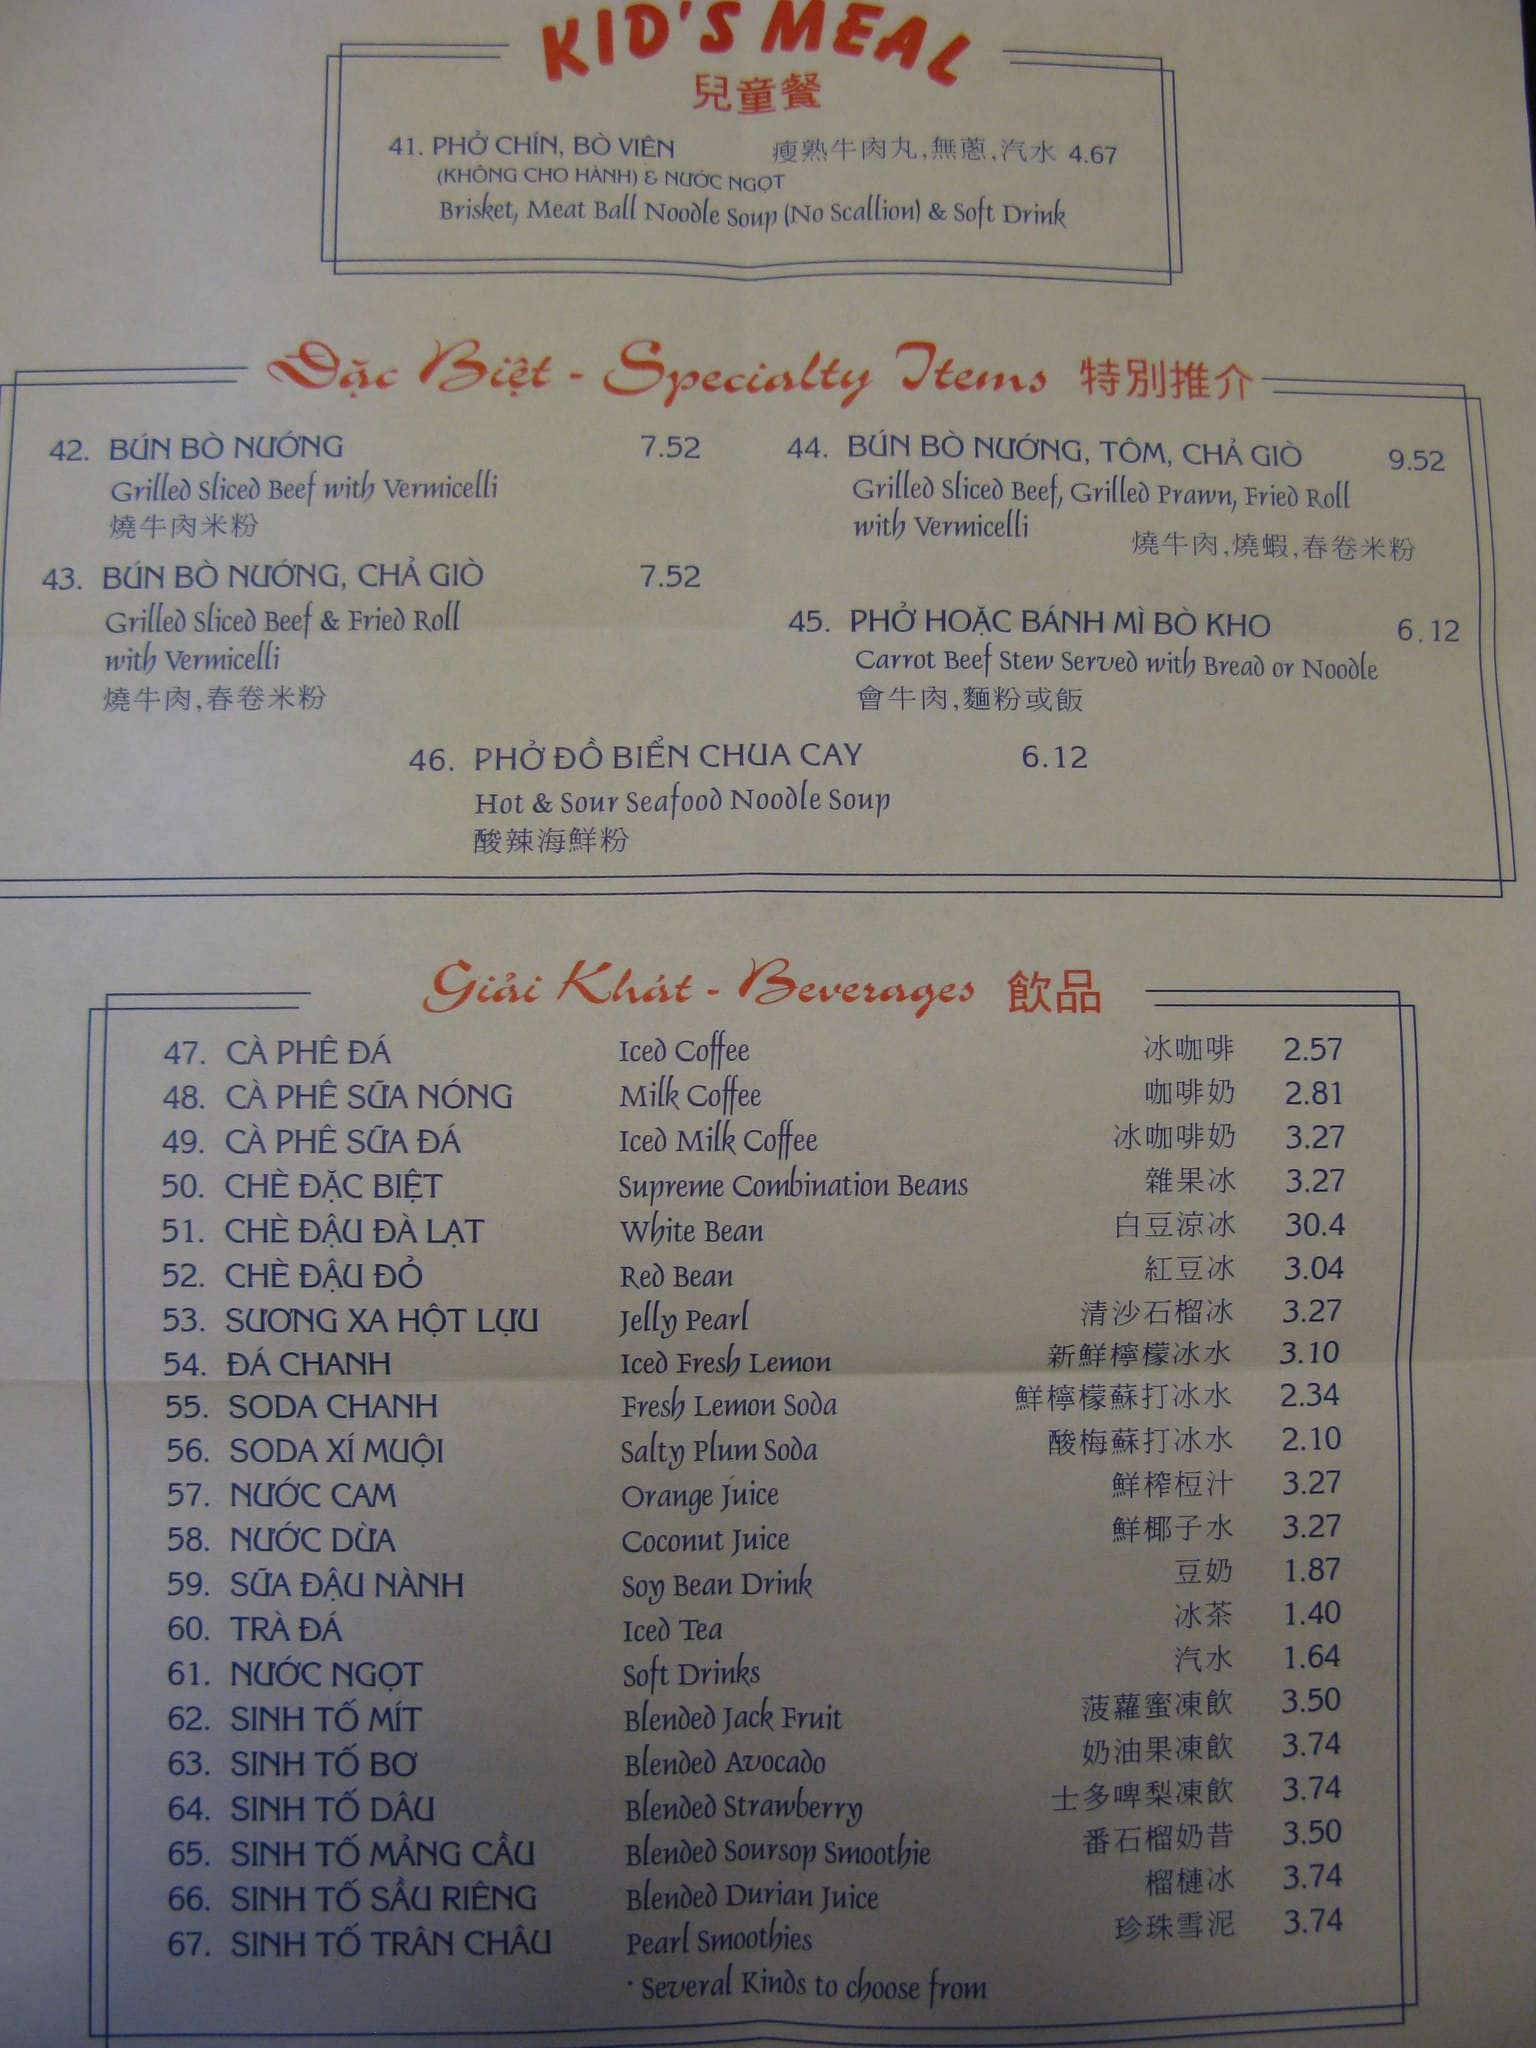 KID'S MEAL
兒童餐
41. PHỞ CHÍN, BÒ VIÊN 瘦熟牛肉丸,無蔥,汽水 4.67
(KHÔNG CHO HÀNH) & NƯỚC NGỌT
Brisket, Meat Ball Noodle Soup (No Scallion) & Soft Drink
Đặc Biệt - Specialty Items 特別推介
42. BÚN BÒ NƯỚNG 7.52
Grilled Sliced Beef with Vermicelli
燒牛肉米粉
43. BÚN BÒ NƯỚNG, CHẢ GIÒ 7.52
Grilled Sliced Beef & Fried Roll
with Vermicelli
燒牛肉,春卷米粉
44. BÚN BÒ NƯỚNG, TÔM, CHẢ GIÒ 9.52
Grilled Sliced Beef, Grilled Prawn, Fried Roll
with Vermicelli 燒牛肉,燒蝦,春卷米粉
45. PHỞ HOẶC BÁNH MÌ BÒ KHO 6.12
Carrot Beef Stew Served with Bread or Noodle
會牛肉,麵粉或飯
46. PHỞ ĐỒ BIỂN CHUA CAY 6.12
Hot & Sour Seafood Noodle Soup
酸辣海鮮粉
Giải Khát - Beverages 飲品
47. CÀ PHÊ ĐÁ Iced Coffee 冰咖啡 2.57
48. CÀ PHÊ SỮA NÓNG Milk Coffee 咖啡奶 2.81
49. CÀ PHÊ SỮA ĐÁ Iced Milk Coffee 冰咖啡奶 3.27
50. CHÈ ĐẶC BIỆT Supreme Combination Beans 雜果冰 3.27
51. CHÈ ĐẬU ĐÀ LẠT White Bean 白豆涼冰 30.4
52. CHÈ ĐẬU ĐỎ Red Bean 紅豆冰 3.04
53. SƯƠNG XA HỘT LỰU Jelly Pearl 清沙石榴冰 3.27
54. ĐÁ CHANH Iced Fresh Lemon 新鮮檸檬冰水 3.10
55. SODA CHANH Fresh Lemon Soda 鮮檸檬蘇打冰水 2.34
56. SODA XÍ MUỘI Salty Plum Soda 酸梅蘇打冰水 2.10
57. NƯỚC CAM Orange Juice 鮮榨桓汁 3.27
58. NƯỚC DỪA Coconut Juice 鮮椰子水 3.27
59. SỮA ĐẬU NÀNH Soy Bean Drink 豆奶 1.87
60. TRÀ ĐÁ Iced Tea 冰茶 1.40
61. NƯỚC NGỌT Soft Drinks 汽水 1.64
62. SINH TỐ MÍT Blended Jack Fruit 菠蘿蜜凍飲 3.50
63. SINH TỐ BƠ Blended Avocado 奶油果凍飲 3.74
64. SINH TỐ DÂU Blended Strawberry 士多啤梨凍飲 3.74
65. SINH TỐ MẢNG CẦU Blended Soursop Smoothie 番石榴奶昔 3.50
66. SINH TỐ SẦU RIÊNG Blended Durian Juice 榴槤冰 3.74
67. SINH TỐ TRÂN CHÂU Pearl Smoothies 珍珠雪泥 3.74
· Several Kinds to choose from